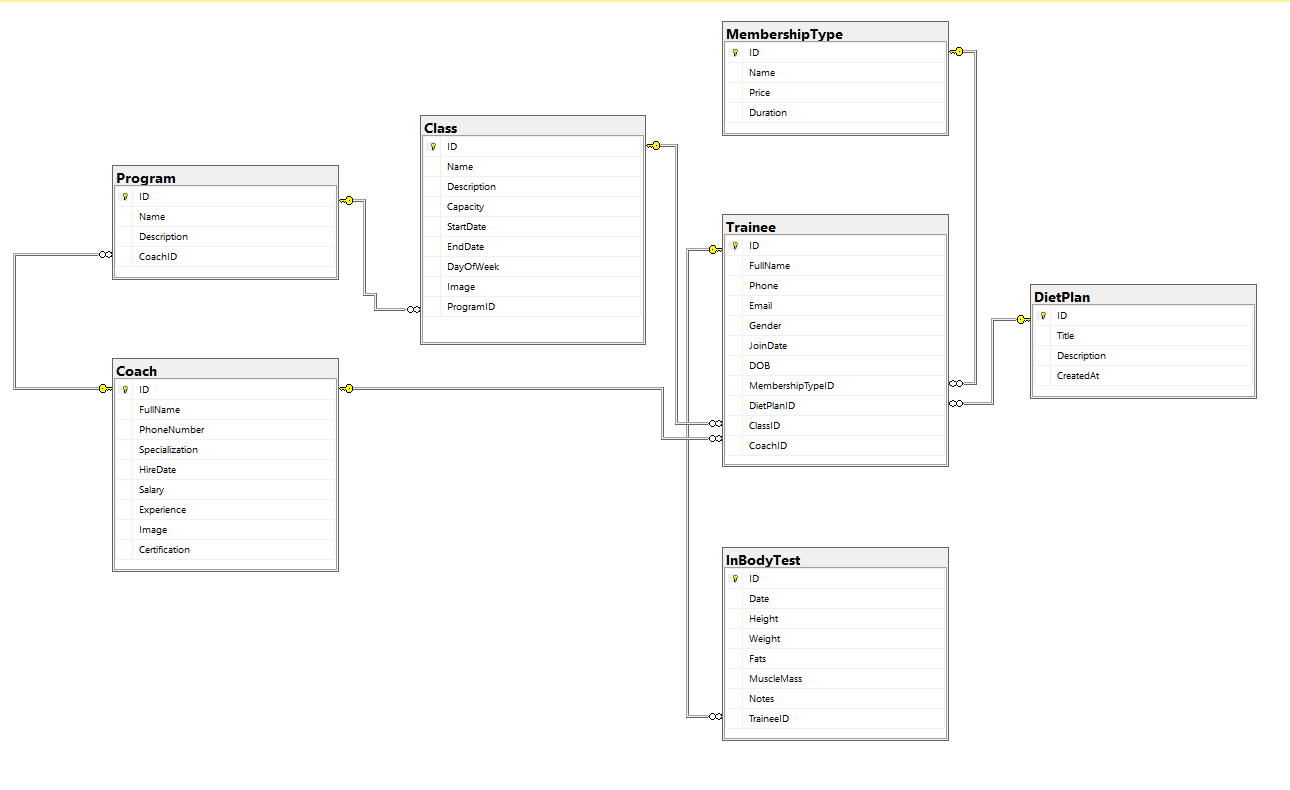 MembershipType
ID
Name
Price
Duration
Class
ID
Name
Description
Capacity
StartDate
EndDate
DayOfWeek
Image
ProgramID
Program
ID
Name
Description
CoachID
Trainee
ID
FullName
Phone
Email
Gender
JoinDate
DOB
MembershipTypeID
DietPlanID
ClassID
CoachID
DietPlan
ID
Title
Description
CreatedAt
Coach
ID
FullName
PhoneNumber
Specialization
HireDate
Salary
Experience
Image
Certification
InBodyTest
ID
Date
Height
Weight
Fats
MuscleMass
Notes
TraineeID